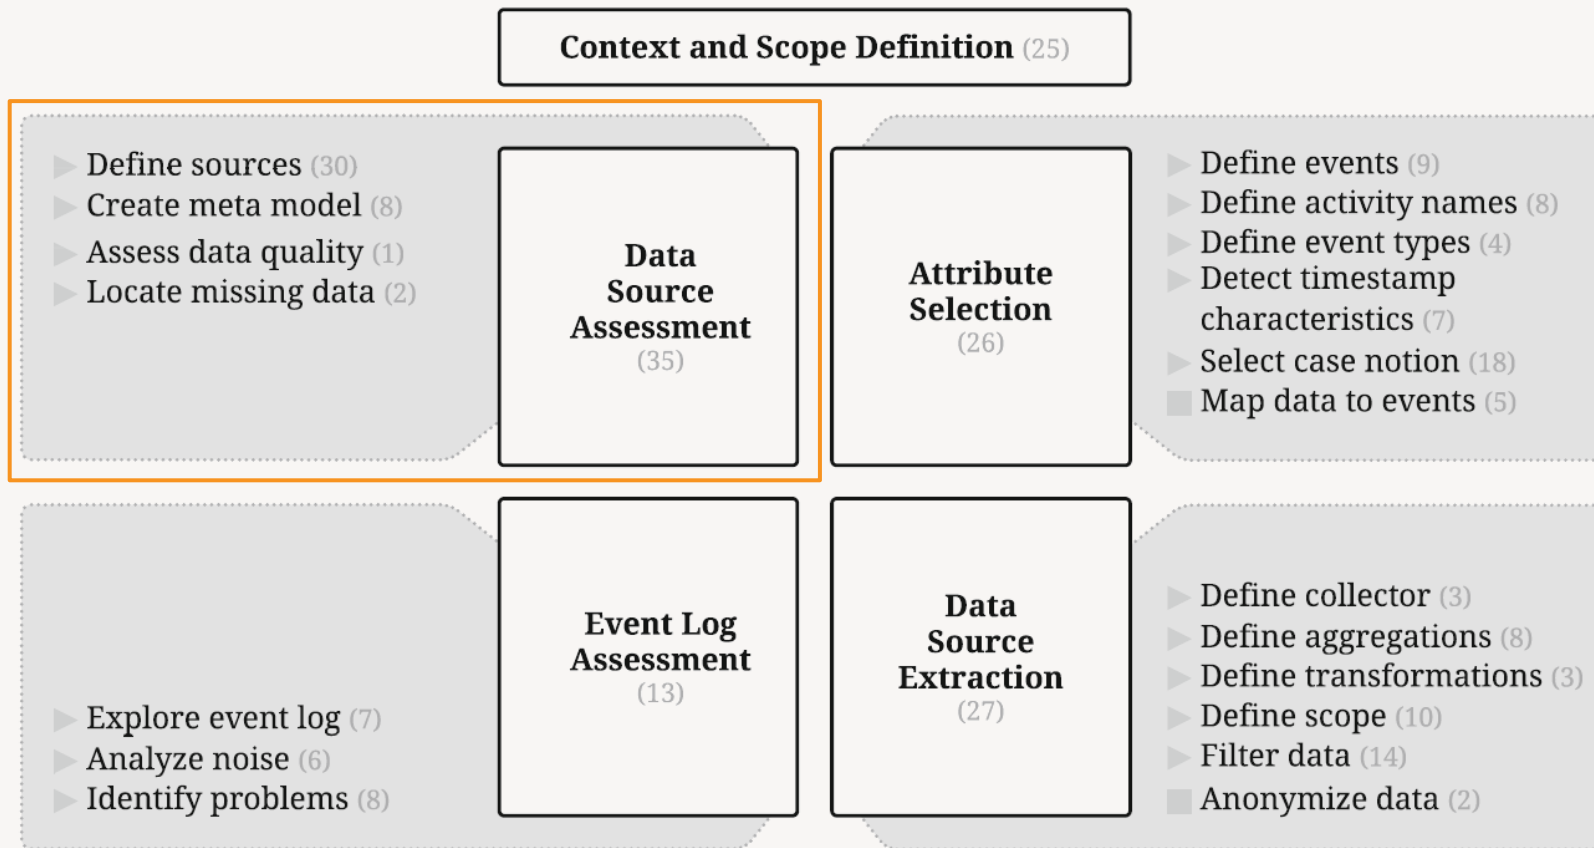 Context and Scope Definition (25)
Define sources (30)
Create meta model (8)
Assess data quality (1)
Locate missing data (2)
Data
Source
Assessment
(35)
Attribute
Selection
(26)
Define events (9)
Define activity names (8)
Define event types (4)
Detect timestamp
characteristics (7)
Select case notion (18)
Map data to events (5)
Explore event log (7)
Analyze noise (6)
Identify problems (8)
Event Log
Assessment
(13)
Data
Source
Extraction
(27)
Define collector (3)
Define aggregations (8)
Define transformations (3)
Define scope (10)
Filter data (14)
Anonymize data (2)